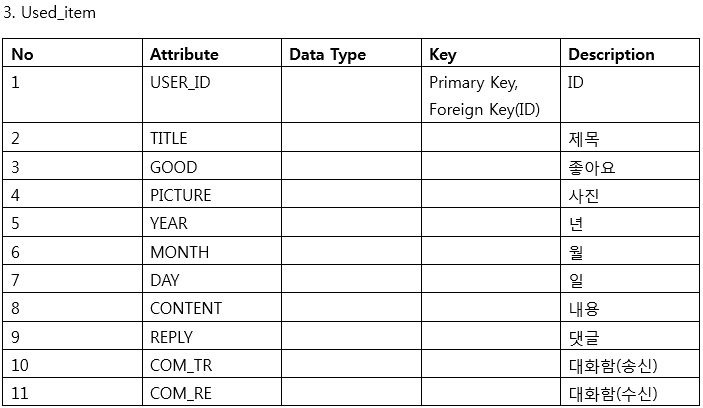 3. Used_item
No Attribute Data Type Key Description
1 USER_ID Primary Key, ID
Foreign Key(ID)
2 TITLE 제목
3 GOOD 좋아요
4 PICTURE 사진
5 YEAR 년
6 MONTH 월
7 DAY 일
8 CONTENT 내용
9 REPLY 댓글
10 COM_TR 대화함(송신)
11 COM_RE 대화함(수신)